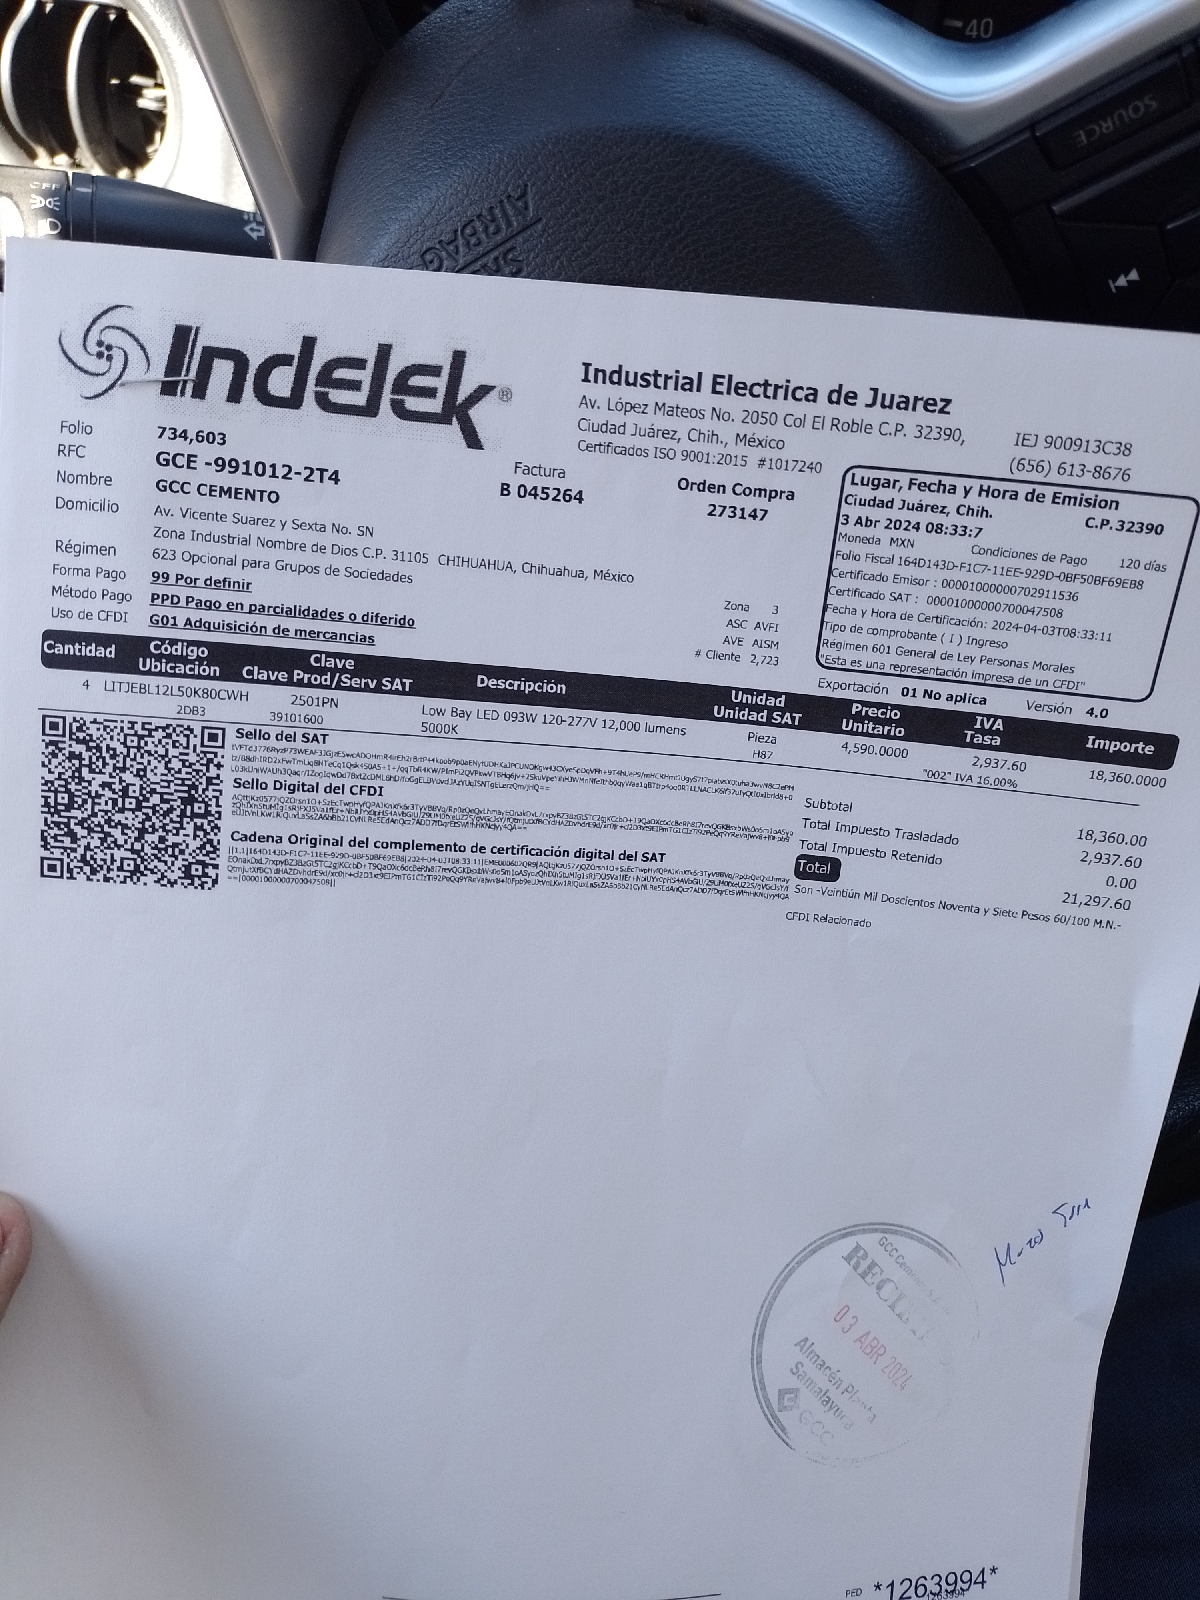 40
SOURCE
OFF
AIRBAG
Indelek®
Industrial Electrica de Juarez
Av. López Mateos No. 2050 Col El Roble C.P. 32390,
Ciudad Juárez, Chih., México
Certificados ISO 9001:2015 #1017240
IEJ 900913C38
(656) 613-8676
Folio 734,603
RFC GCE -991012-2T4
Nombre GCC CEMENTO
Domicilio Av. Vicente Suarez y Sexta No. SN
Zona Industrial Nombre de Dios C.P. 31105 CHIHUAHUA, Chihuahua, México
Régimen 623 Opcional para Grupos de Sociedades
Forma Pago 99 Por definir
Método Pago PPD Pago en parcialidades o diferido
Uso de CFDI G01 Adquisición de mercancias
Factura
B 045264
Orden Compra
273147
Zona 3
ASC AVFI
AVE AISM
# Cliente 2,723
Lugar, Fecha y Hora de Emision
Ciudad Juárez, Chih. C.P. 32390
3 Abr 2024 08:33:7
Moneda MXN Condiciones de Pago 120 días
Folio Fiscal 164D143D-F1C7-11EE-929D-0BF50BF69EB8
Certificado Emisor : 00001000000702911536
Certificado SAT : 00001000000700047508
Fecha y Hora de Certificación: 2024-04-03T08:33:11
Tipo de comprobante ( I ) Ingreso
Régimen 601 General de Ley Personas Morales
"Esta es una representación impresa de un CFDI"
Exportación 01 No aplica Versión 4.0
Cantidad Código Ubicación Clave Clave Prod/Serv SAT Descripción Unidad Unidad SAT Precio Unitario IVA Tasa Importe
4 LITJEBL12L50K80CWH 2501PN Low Bay LED 093W 120-277V 12,000 lumens Pieza 4,590.0000 2,937.60 18,360.0000
2DB3 39101600 5000K H87 "002" IVA 16.00%
Sello del SAT
Sello Digital del CFDI
Cadena Original del complemento de certificación digital del SAT
Subtotal 18,360.00
Total Impuesto Trasladado 2,937.60
Total Impuesto Retenido 0.00
Total 21,297.60
Son -Veintiún Mil Doscientos Noventa y Siete Pesos 60/100 M.N.-
CFDI Relacionado
03 ABR 2024
Almacén Planta
Samalayuca
GCC
PED *1263994*
1263994